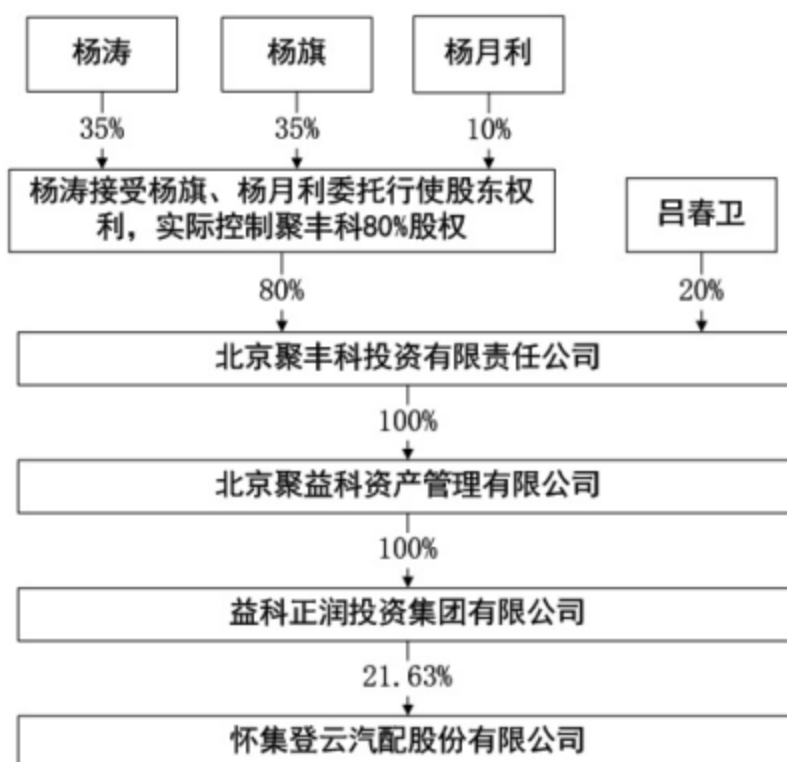 杨涛
杨旗
杨月利
35%
35%
10%
杨涛接受杨旗、杨月利委托行使股东权
利，实际控制聚丰科80%股权
吕春卫
80%
20%
北京聚丰科投资有限责任公司
100%
北京聚益科资产管理有限公司
100%
益科正润投资集团有限公司
21.63%
怀集登云汽配股份有限公司